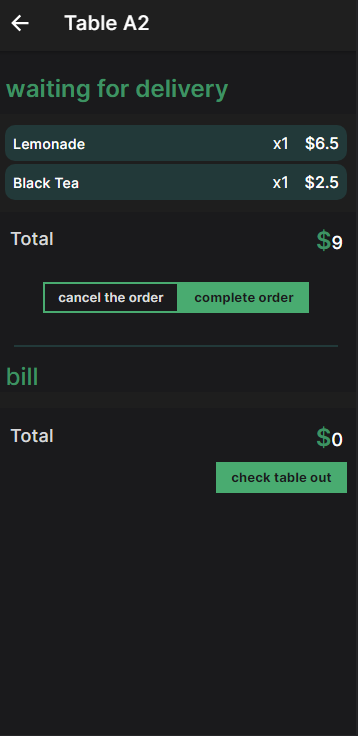 Table A2
waiting for delivery
Lemonade x1 $6.5
Black Tea x1 $2.5
Total $9
cancel the order complete order
bill
Total $0
check table out